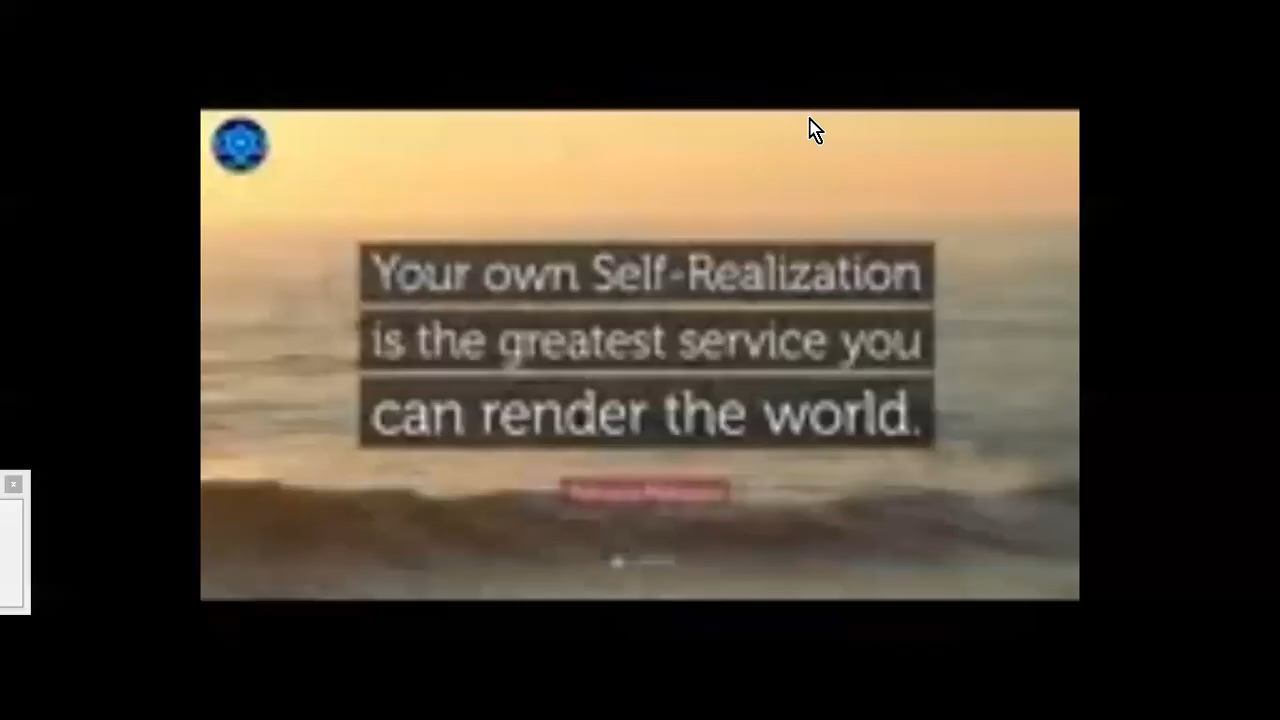 Your own Self-Realization
is the greatest service you
can render the world.